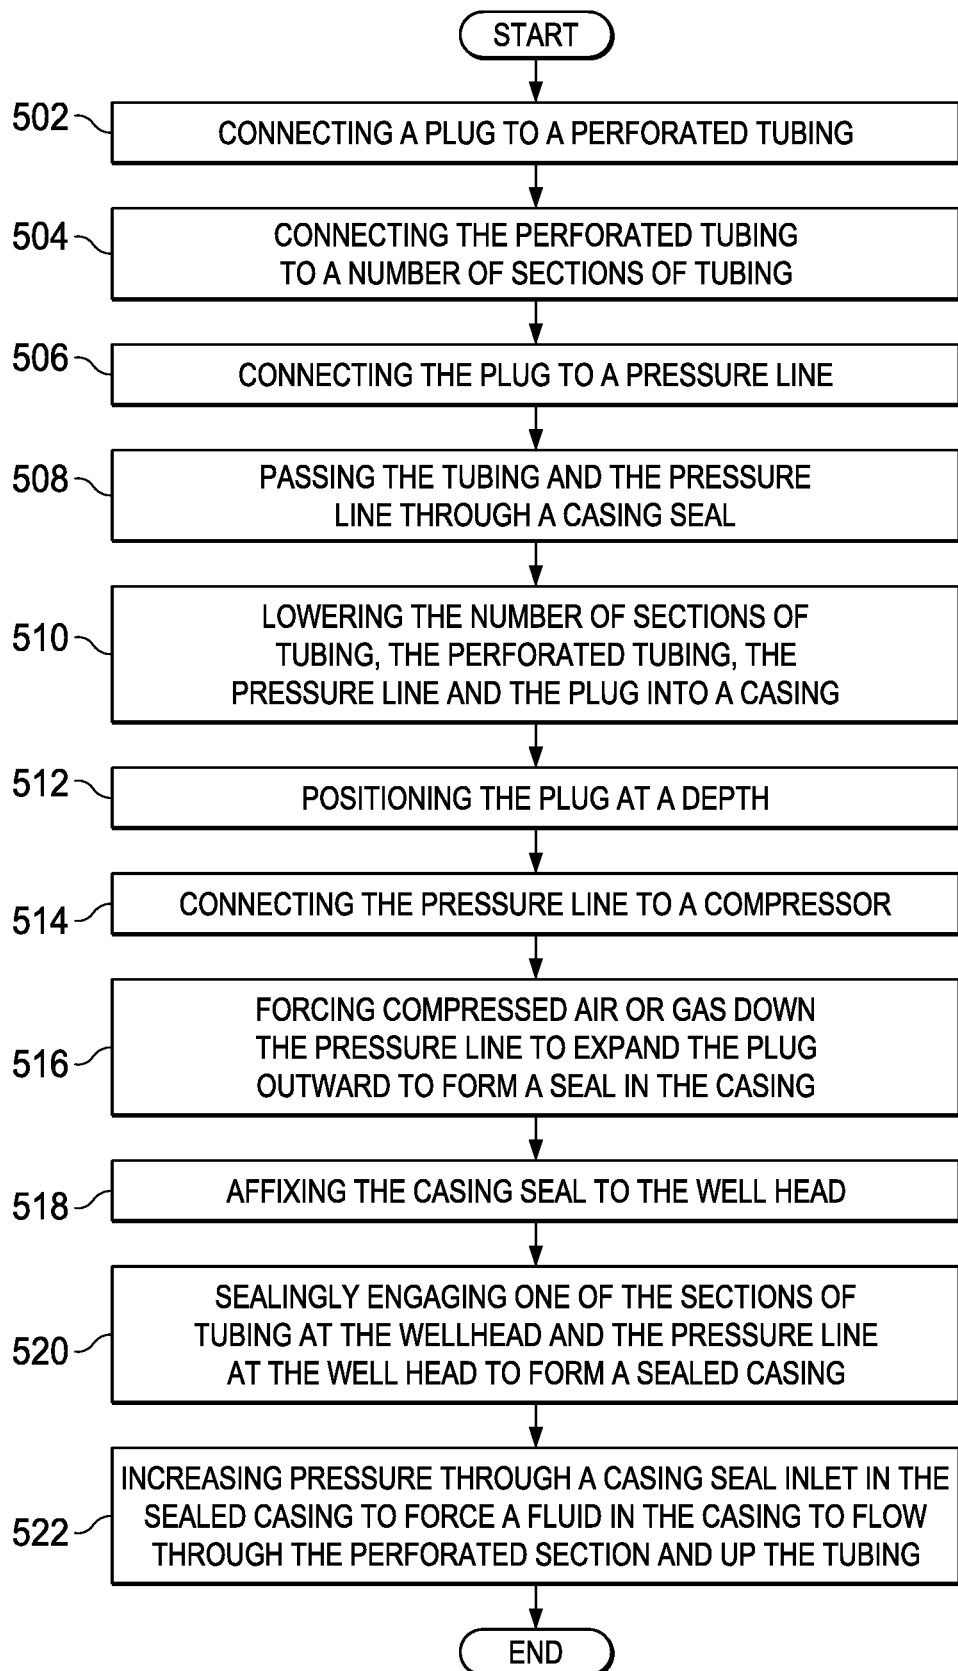 START
502
CONNECTING A PLUG TO A PERFORATED TUBING
504
CONNECTING THE PERFORATED TUBING
TO A NUMBER OF SECTIONS OF TUBING
506
CONNECTING THE PLUG TO A PRESSURE LINE
508
PASSING THE TUBING AND THE PRESSURE
LINE THROUGH A CASING SEAL
510
LOWERING THE NUMBER OF SECTIONS OF
TUBING, THE PERFORATED TUBING, THE
PRESSURE LINE AND THE PLUG INTO A CASING
512
POSITIONING THE PLUG AT A DEPTH
514
CONNECTING THE PRESSURE LINE TO A COMPRESSOR
516
FORCING COMPRESSED AIR OR GAS DOWN
THE PRESSURE LINE TO EXPAND THE PLUG
OUTWARD TO FORM A SEAL IN THE CASING
518
AFFIXING THE CASING SEAL TO THE WELL HEAD
520
SEALINGLY ENGAGING ONE OF THE SECTIONS OF
TUBING AT THE WELLHEAD AND THE PRESSURE LINE
AT THE WELL HEAD TO FORM A SEALED CASING
522
INCREASING PRESSURE THROUGH A CASING SEAL INLET IN THE
SEALED CASING TO FORCE A FLUID IN THE CASING TO FLOW
THROUGH THE PERFORATED SECTION AND UP THE TUBING
END